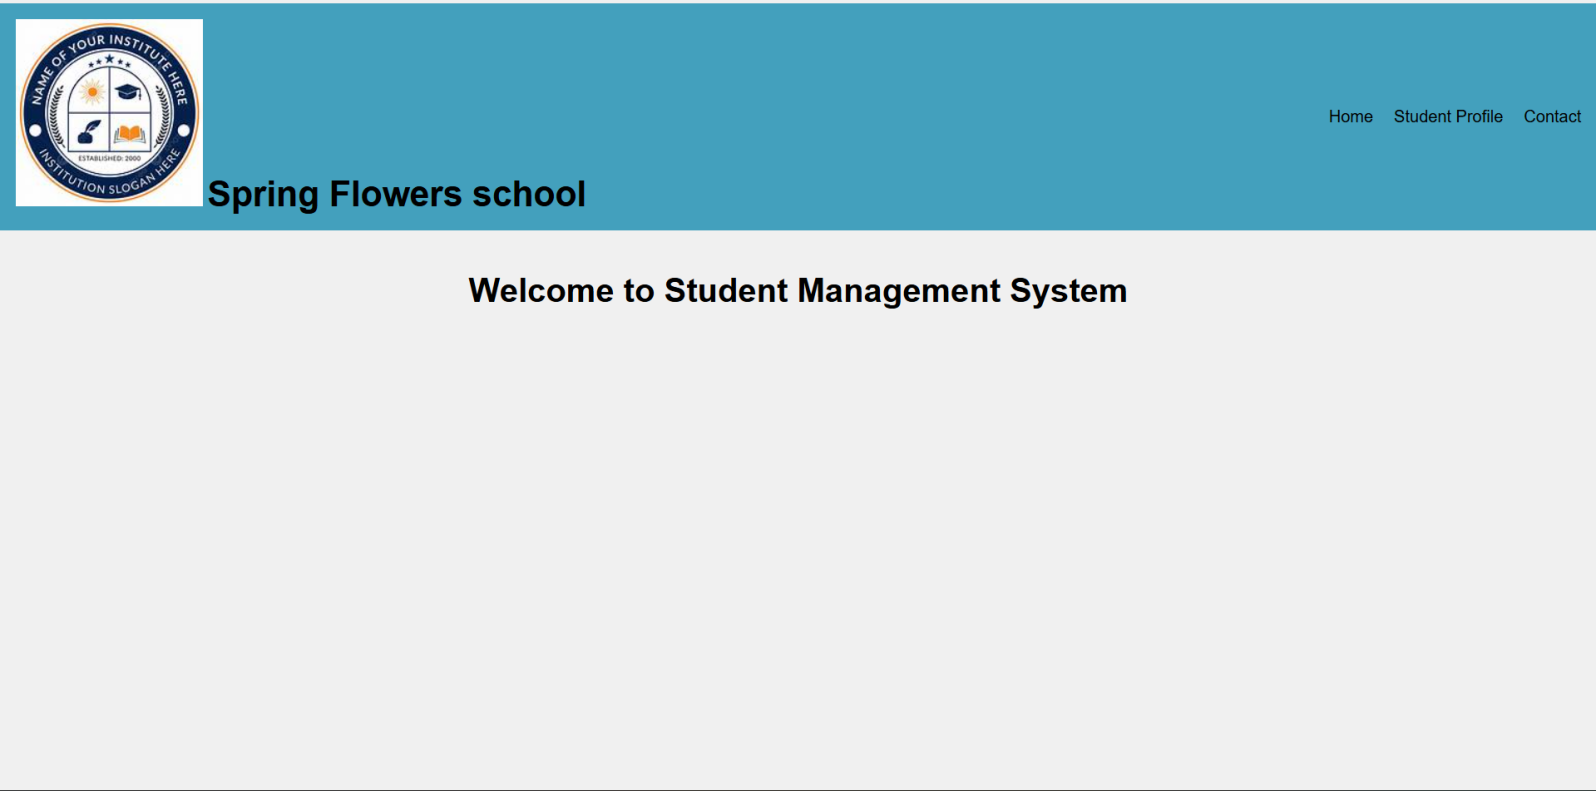 NAME OF YOUR INSTITUTE HERE
ESTABLISHED: 2000
INSTITUTION SLOGAN HERE
Spring Flowers school
Home Student Profile Contact
Welcome to Student Management System